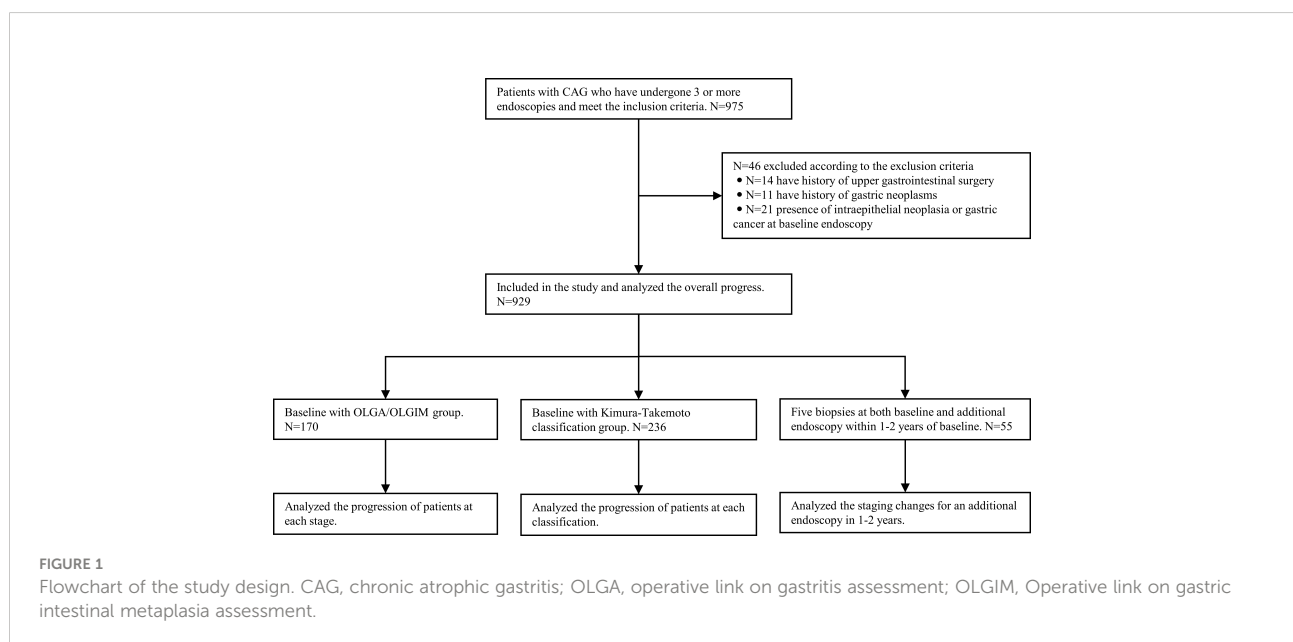 Patients with CAG who have undergone 3 or more
endoscopies and meet the inclusion criteria. N=975
N=46 excluded according to the exclusion criteria
• N=14 have history of upper gastrointestinal surgery
• N=11 have history of gastric neoplasms
• N=21 presence of intraepithelial neoplasia or gastric
cancer at baseline endoscopy
Included in the study and analyzed the overall progress.
N=929
Baseline with OLGA/OLGIM group.
N=170
Baseline with Kimura-Takemoto
classification group. N=236
Five biopsies at both baseline and additional
endoscopy within 1-2 years of baseline. N=55
Analyzed the progression of patients at
each stage.
Analyzed the progression of patients at each
classification.
Analyzed the staging changes for an additional
endoscopy in 1-2 years.
FIGURE 1
Flowchart of the study design. CAG, chronic atrophic gastritis; OLGA, operative link on gastritis assessment; OLGIM, Operative link on gastric
intestinal metaplasia assessment.